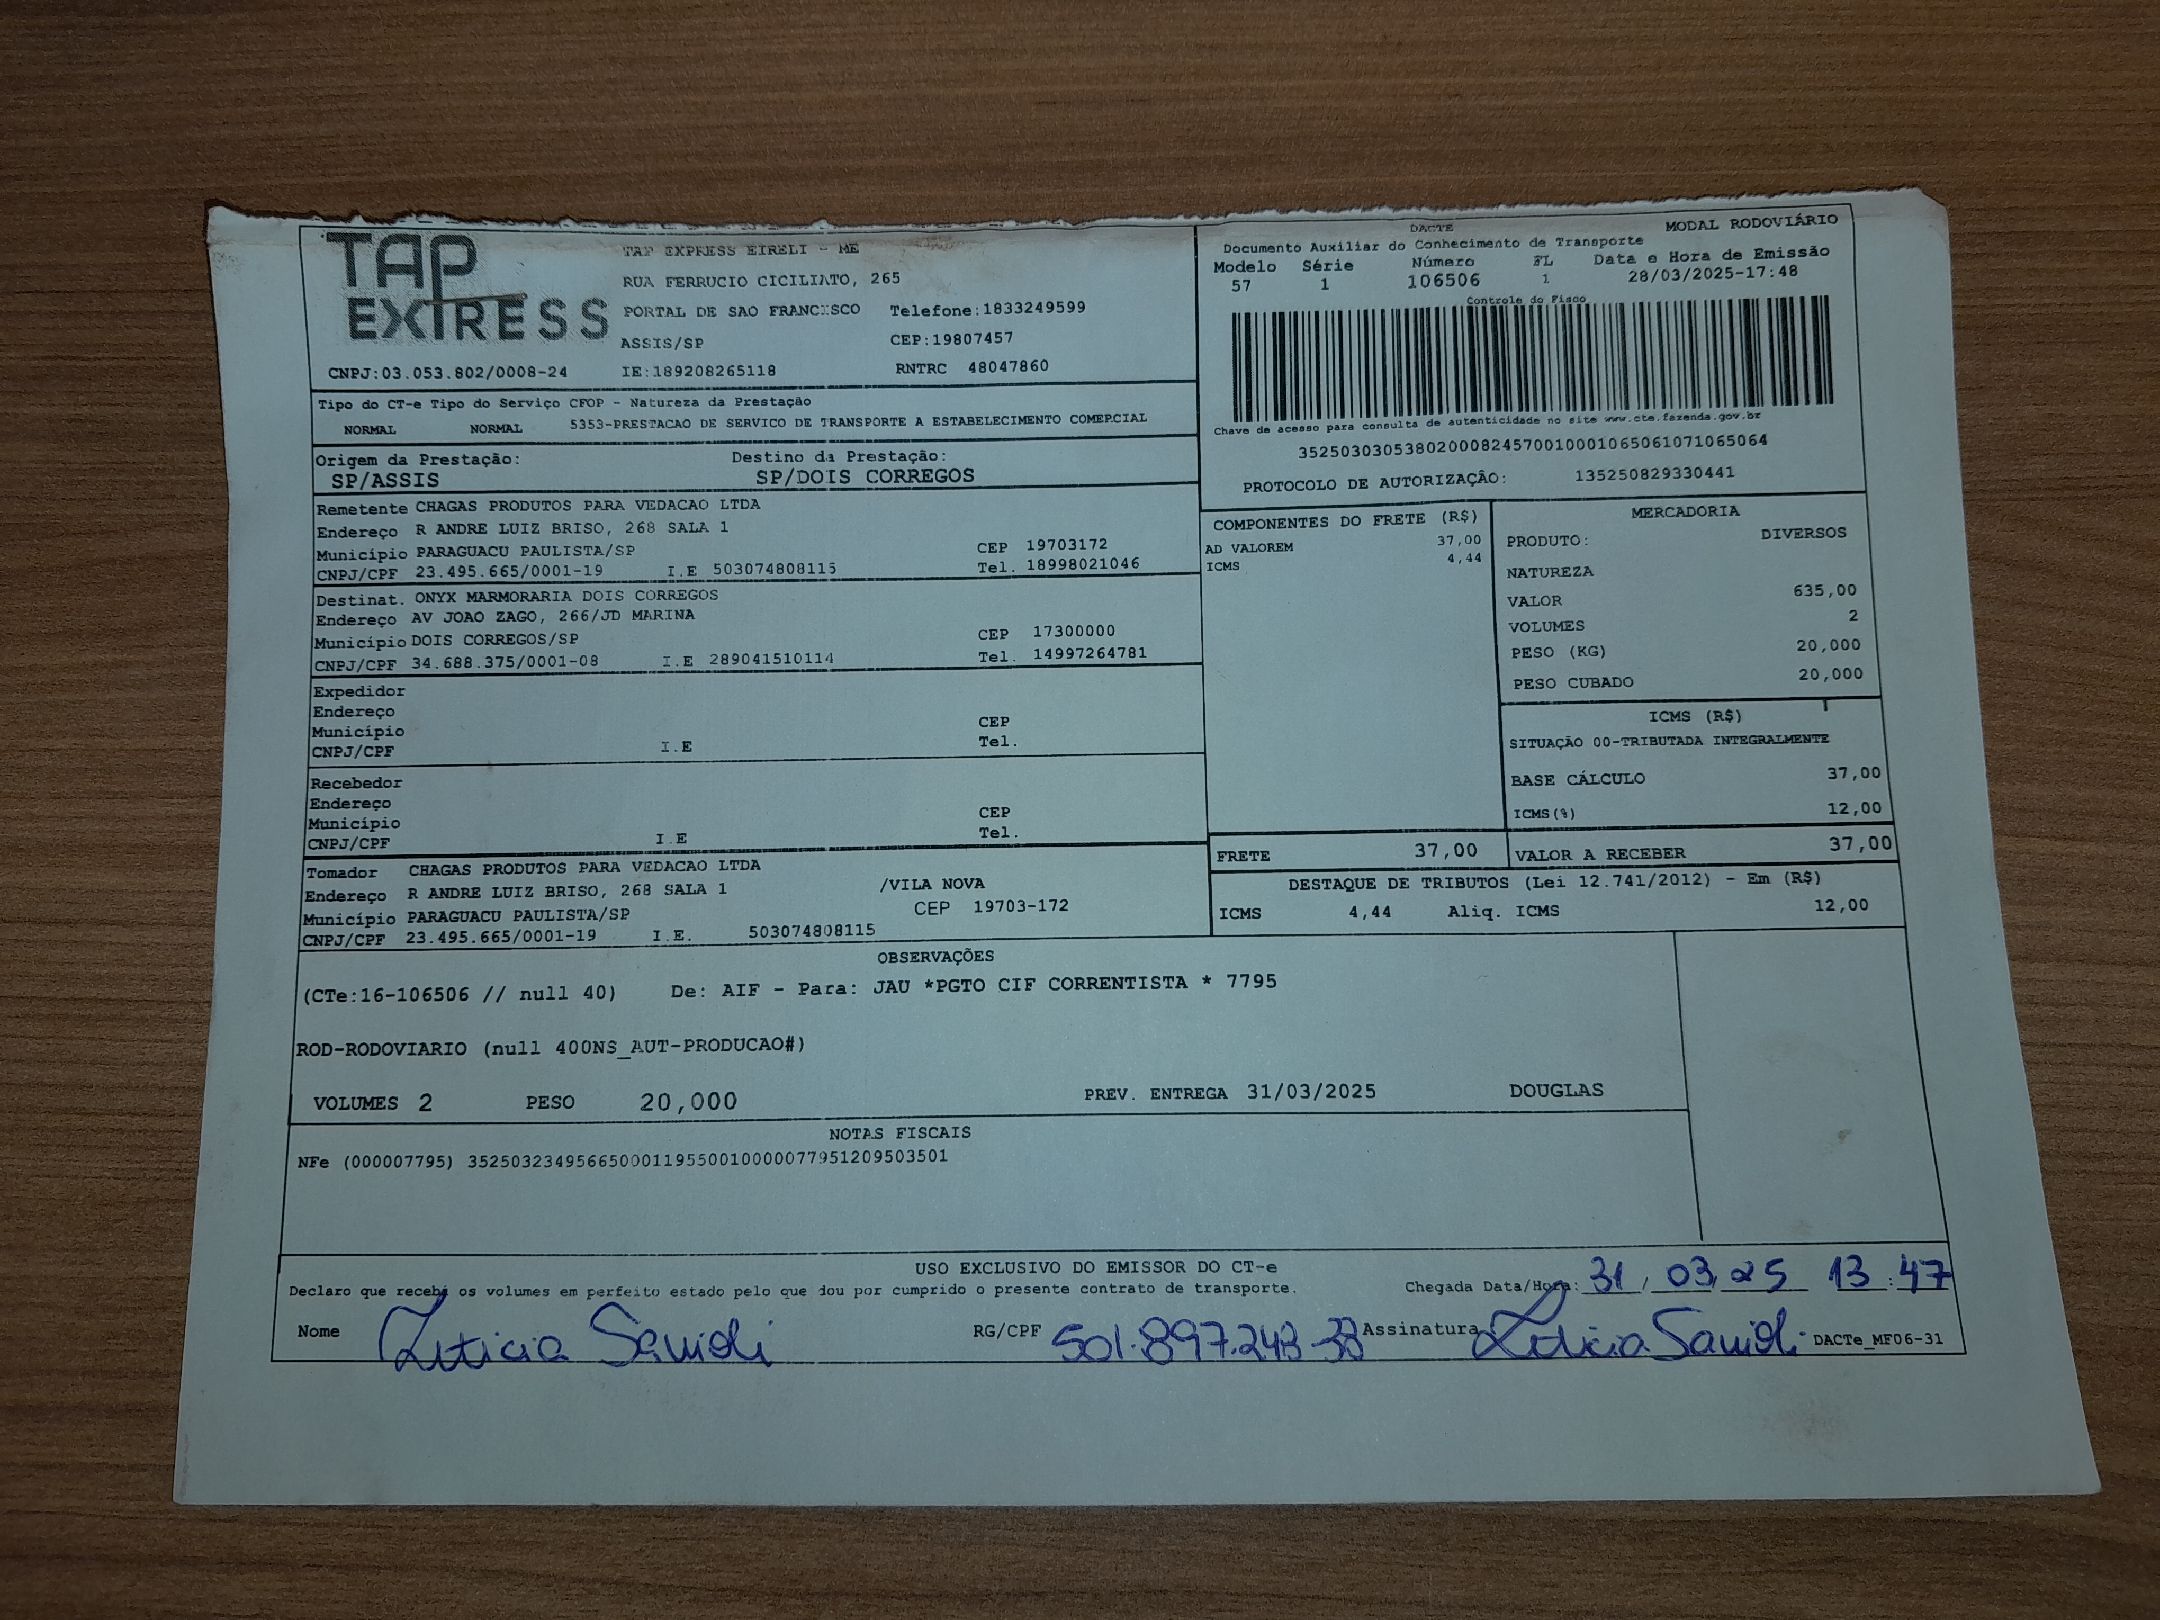 TAP
EXPRESS
TAP EXPRESS EIRELI - ME
RUA FERRUCIO CICILIATO, 265
PORTAL DE SAO FRANCISCO Telefone:1833249599
ASSIS/SP CEP:19807457
CNPJ:03.053.802/0008-24 IE:189208265118 RNTRC 48047860
DACTE MODAL RODOVIÁRIO
Documento Auxiliar do Conhecimento de Transporte
Modelo Série Número FL Data e Hora de Emissão
57 1 106506 1 28/03/2025-17:48
Controle do Fisco
Chave de acesso para consulta de autenticidade no site www.cte.fazenda.gov.br
35250303053802000824570010001065061071065064
PROTOCOLO DE AUTORIZAÇÂO: 135250829330441
Tipo do CT-e Tipo do Serviço CFOP - Natureza da Prestação
NORMAL NORMAL 5353-PRESTACAO DE SERVICO DE TRANSPORTE A ESTABELECIMENTO COMERCIAL
Origem da Prestação: Destino da Prestação:
SP/ASSIS SP/DOIS CORREGOS
Remetente CHAGAS PRODUTOS PARA VEDACAO LTDA
Endereço R ANDRE LUIZ BRISO, 268 SALA 1
Município PARAGUACU PAULISTA/SP CEP 19703172
CNPJ/CPF 23.495.665/0001-19 I.E 503074808115 Tel. 18998021046
Destinat. ONYX MARMORARIA DOIS CORREGOS
Endereço AV JOAO ZAGO, 266/JD MARINA
Município DOIS CORREGOS/SP CEP 17300000
CNPJ/CPF 34.688.375/0001-08 I.E 289041510114 Tel. 14997264781
Expedidor
Endereço
Município CEP
CNPJ/CPF I.E Tel.
Recebedor
Endereço
Município CEP
CNPJ/CPF I.E Tel.
Tomador CHAGAS PRODUTOS PARA VEDACAO LTDA
Endereço R ANDRE LUIZ BRISO, 268 SALA 1 /VILA NOVA
Município PARAGUACU PAULISTA/SP CEP 19703-172
CNPJ/CPF 23.495.665/0001-19 I.E. 503074808115
COMPONENTES DO FRETE (R$)
AD VALOREM 37,00
ICMS 4,44
MERCADORIA
PRODUTO: DIVERSOS
NATUREZA
VALOR 635,00
VOLUMES 2
PESO (KG) 20,000
PESO CUBADO 20,000
ICMS (R$)
SITUAÇÃO 00-TRIBUTADA INTEGRALMENTE
BASE CÁLCULO 37,00
ICMS(%) 12,00
FRETE 37,00 VALOR A RECEBER 37,00
DESTAQUE DE TRIBUTOS (Lei 12.741/2012) - Em (R$)
ICMS 4,44 Aliq. ICMS 12,00
OBSERVAÇÕES
(CTe:16-106506 // null 40) De: AIF - Para: JAU *PGTO CIF CORRENTISTA * 7795
ROD-RODOVIARIO (null 400NS_AUT-PRODUCAO#)
VOLUMES 2 PESO 20,000 PREV. ENTREGA 31/03/2025 DOUGLAS
NOTAS FISCAIS
NFe (000007795) 35250323495665000119550010000077951209503501
USO EXCLUSIVO DO EMISSOR DO CT-e
Declaro que recebi os volumes em perfeito estado pelo que dou por cumprido o presente contrato de transporte. Chegada Data/Hora: 31/03/25 13:47
Nome Leticia Savioli RG/CPF 501.897.248-33 Assinatura Leticia Savioli DACTe_MF06-31